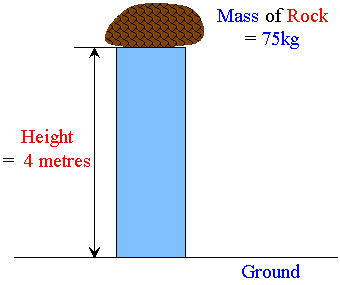 Mass of Rock
= 75kg
Height
= 4 metres
Ground